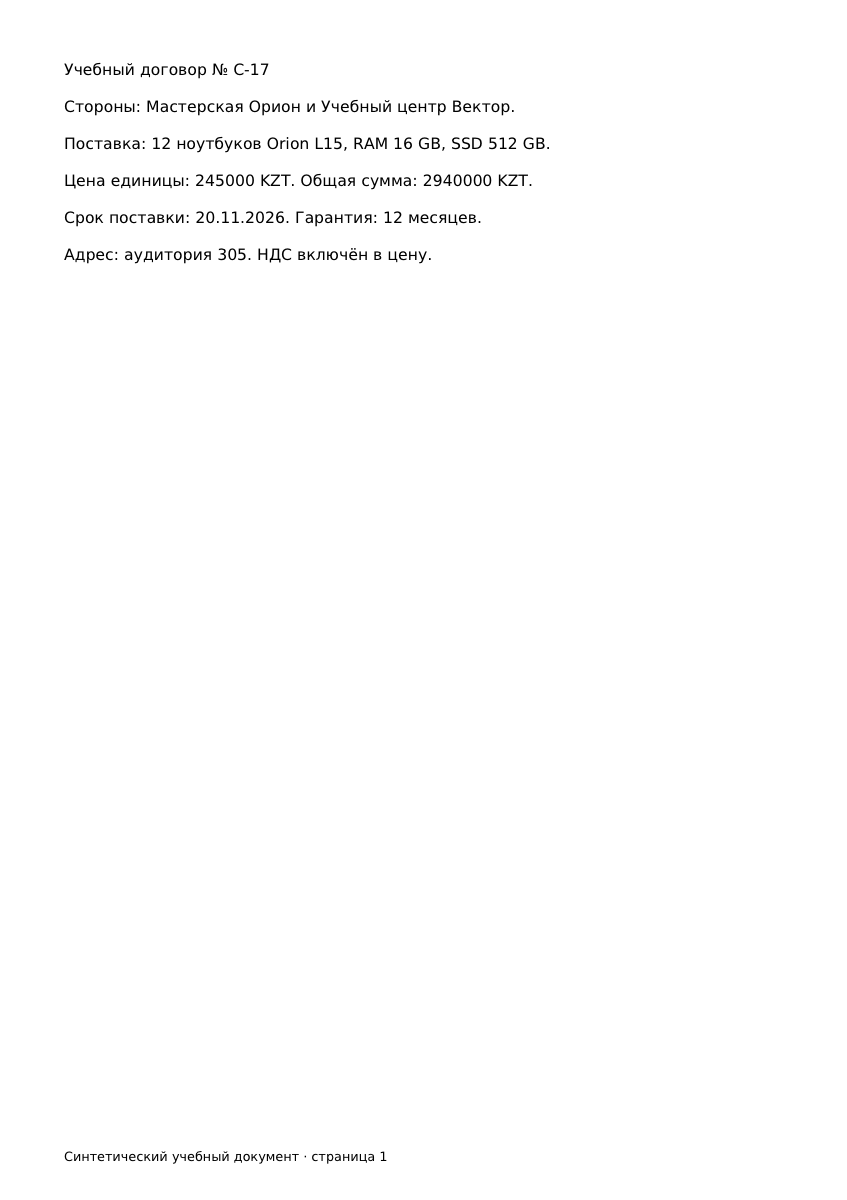 Учебный договор № С-17
Стороны: Мастерская Орион и Учебный центр Вектор.
Поставка: 12 ноутбуков Orion L15, RAM 16 GB, SSD 512 GB.
Цена единицы: 245000 KZT. Общая сумма: 2940000 KZT.
Срок поставки: 20.11.2026. Гарантия: 12 месяцев.
Адрес: аудитория 305. НДС включён в цену.
Синтетический учебный документ · страница 1